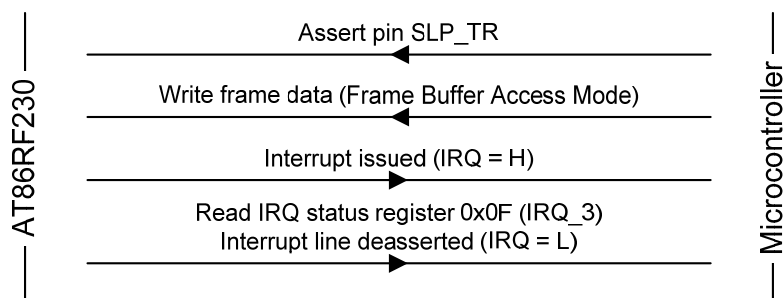 Assert pin SLP_TR
Write frame data (Frame Buffer Access Mode)
Interrupt issued (IRQ = H)
Read IRQ status register 0x0F (IRQ_3)
Interrupt line deasserted (IRQ = L)
AT86RF230
Microcontroller